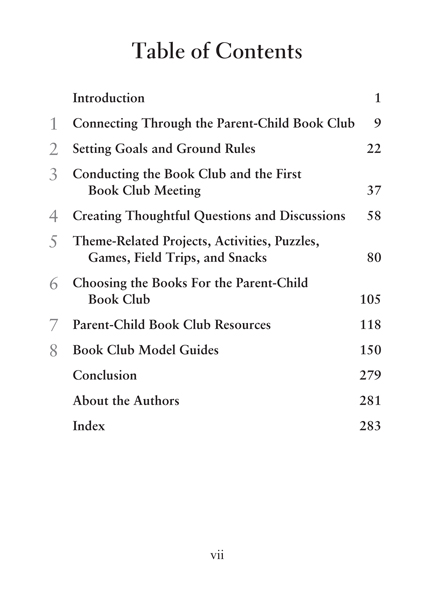 Table of Contents
Introduction 1
1 Connecting Through the Parent-Child Book Club 9
2 Setting Goals and Ground Rules 22
3 Conducting the Book Club and the First
Book Club Meeting 37
4 Creating Thoughtful Questions and Discussions 58
5 Theme-Related Projects, Activities, Puzzles,
Games, Field Trips, and Snacks 80
6 Choosing the Books For the Parent-Child
Book Club 105
7 Parent-Child Book Club Resources 118
8 Book Club Model Guides 150
Conclusion 279
About the Authors 281
Index 283
vii